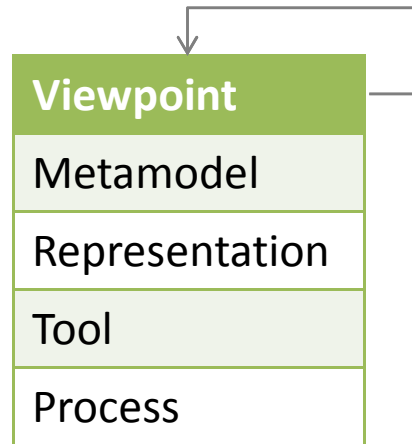 Viewpoint
Metamodel
Representation
Tool
Process